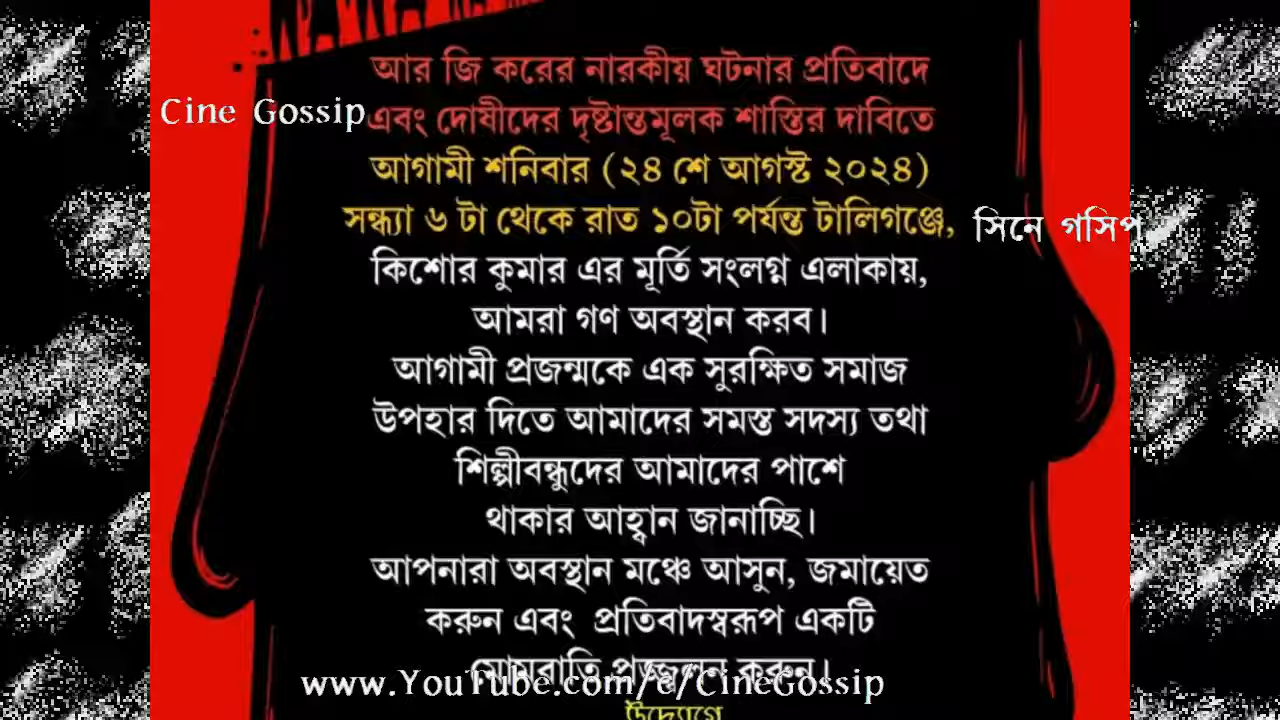 আর জি করের নারকীয় ঘটনার প্রতিবাদে
Cine Gossip
এবং দোষীদের দৃষ্টান্তমূলক শাস্তির দাবিতে
আগামী শনিবার (২৪ শে আগস্ট ২০২৪)
সন্ধ্যা ৬ টা থেকে রাত ১০টা পর্যন্ত টালিগঞ্জে,
সিনে গসিপ
কিশোর কুমার এর মূর্তি সংলগ্ন এলাকায়,
আমরা গণ অবস্থান করব।
আগামী প্রজন্মকে এক সুরক্ষিত সমাজ
উপহার দিতে আমাদের সমস্ত সদস্য তথা
শিল্পীবন্ধুদের আমাদের পাশে
থাকার আহ্বান জানাচ্ছি।
আপনারা অবস্থান মঞ্চে আসুন, জমায়েত
করুন এবং প্রতিবাদস্বরূপ একটি
মোমবাতি প্রজ্জ্বলন করুন।
www.YouTube.com/c/CineGossip